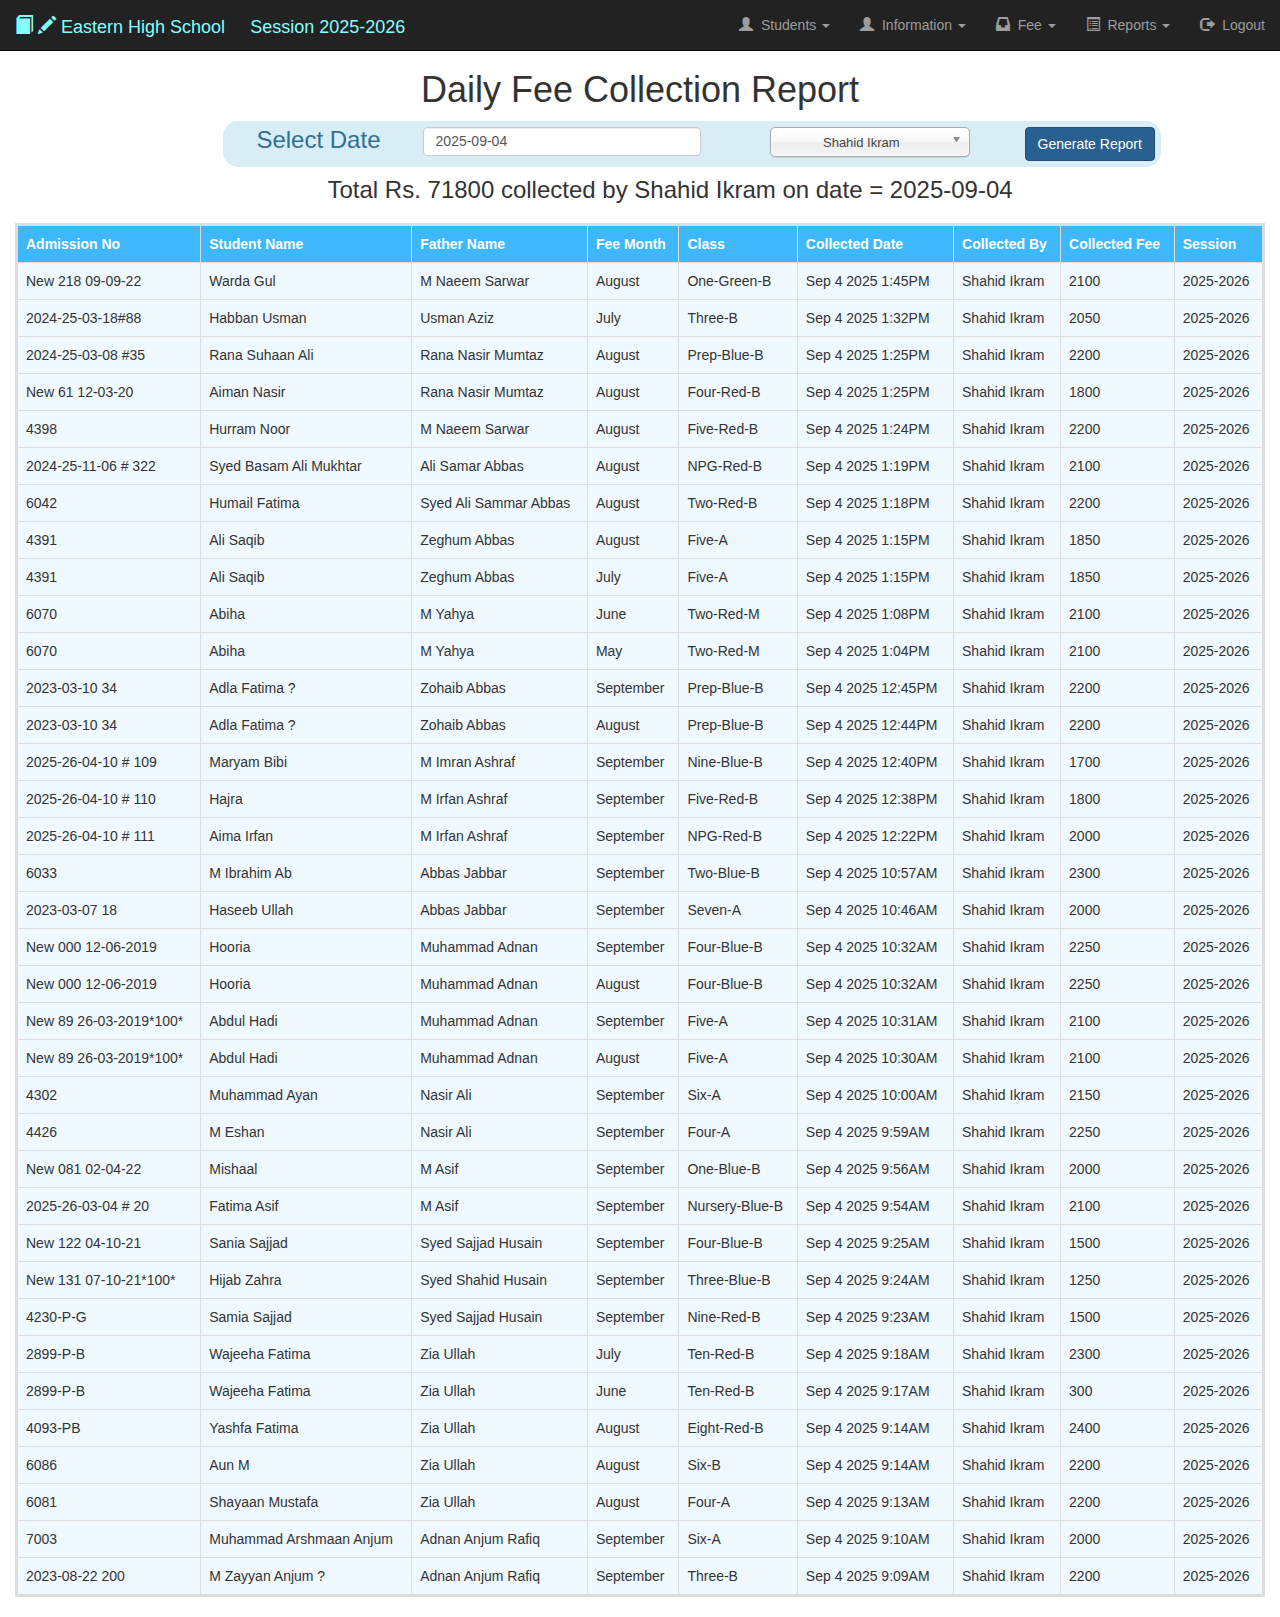 Eastern High School Session 2025-2026 Students Information Fee Reports Logout
Daily Fee Collection Report
Select Date 2025-09-04 Shahid Ikram Generate Report
Total Rs. 71800 collected by Shahid Ikram on date = 2025-09-04
Admission No Student Name Father Name Fee Month Class Collected Date Collected By Collected Fee Session
New 218 09-09-22 Warda Gul M Naeem Sarwar August One-Green-B Sep 4 2025 1:45PM Shahid Ikram 2100 2025-2026
2024-25-03-18#88 Habban Usman Usman Aziz July Three-B Sep 4 2025 1:32PM Shahid Ikram 2050 2025-2026
2024-25-03-08 #35 Rana Suhaan Ali Rana Nasir Mumtaz August Prep-Blue-B Sep 4 2025 1:25PM Shahid Ikram 2200 2025-2026
New 61 12-03-20 Aiman Nasir Rana Nasir Mumtaz August Four-Red-B Sep 4 2025 1:25PM Shahid Ikram 1800 2025-2026
4398 Hurram Noor M Naeem Sarwar August Five-Red-B Sep 4 2025 1:24PM Shahid Ikram 2200 2025-2026
2024-25-11-06 # 322 Syed Basam Ali Mukhtar Ali Samar Abbas August NPG-Red-B Sep 4 2025 1:19PM Shahid Ikram 2100 2025-2026
6042 Humail Fatima Syed Ali Sammar Abbas August Two-Red-B Sep 4 2025 1:18PM Shahid Ikram 2200 2025-2026
4391 Ali Saqib Zeghum Abbas August Five-A Sep 4 2025 1:15PM Shahid Ikram 1850 2025-2026
4391 Ali Saqib Zeghum Abbas July Five-A Sep 4 2025 1:15PM Shahid Ikram 1850 2025-2026
6070 Abiha M Yahya June Two-Red-M Sep 4 2025 1:08PM Shahid Ikram 2100 2025-2026
6070 Abiha M Yahya May Two-Red-M Sep 4 2025 1:04PM Shahid Ikram 2100 2025-2026
2023-03-10 34 Adla Fatima ? Zohaib Abbas September Prep-Blue-B Sep 4 2025 12:45PM Shahid Ikram 2200 2025-2026
2023-03-10 34 Adla Fatima ? Zohaib Abbas August Prep-Blue-B Sep 4 2025 12:44PM Shahid Ikram 2200 2025-2026
2025-26-04-10 # 109 Maryam Bibi M Imran Ashraf September Nine-Blue-B Sep 4 2025 12:40PM Shahid Ikram 1700 2025-2026
2025-26-04-10 # 110 Hajra M Irfan Ashraf September Five-Red-B Sep 4 2025 12:38PM Shahid Ikram 1800 2025-2026
2025-26-04-10 # 111 Aima Irfan M Irfan Ashraf September NPG-Red-B Sep 4 2025 12:22PM Shahid Ikram 2000 2025-2026
6033 M Ibrahim Ab Abbas Jabbar September Two-Blue-B Sep 4 2025 10:57AM Shahid Ikram 2300 2025-2026
2023-03-07 18 Haseeb Ullah Abbas Jabbar September Seven-A Sep 4 2025 10:46AM Shahid Ikram 2000 2025-2026
New 000 12-06-2019 Hooria Muhammad Adnan September Four-Blue-B Sep 4 2025 10:32AM Shahid Ikram 2250 2025-2026
New 000 12-06-2019 Hooria Muhammad Adnan August Four-Blue-B Sep 4 2025 10:32AM Shahid Ikram 2250 2025-2026
New 89 26-03-2019*100* Abdul Hadi Muhammad Adnan September Five-A Sep 4 2025 10:31AM Shahid Ikram 2100 2025-2026
New 89 26-03-2019*100* Abdul Hadi Muhammad Adnan August Five-A Sep 4 2025 10:30AM Shahid Ikram 2100 2025-2026
4302 Muhammad Ayan Nasir Ali September Six-A Sep 4 2025 10:00AM Shahid Ikram 2150 2025-2026
4426 M Eshan Nasir Ali September Four-A Sep 4 2025 9:59AM Shahid Ikram 2250 2025-2026
New 081 02-04-22 Mishaal M Asif September One-Blue-B Sep 4 2025 9:56AM Shahid Ikram 2000 2025-2026
2025-26-03-04 # 20 Fatima Asif M Asif September Nursery-Blue-B Sep 4 2025 9:54AM Shahid Ikram 2100 2025-2026
New 122 04-10-21 Sania Sajjad Syed Sajjad Husain September Four-Blue-B Sep 4 2025 9:25AM Shahid Ikram 1500 2025-2026
New 131 07-10-21*100* Hijab Zahra Syed Shahid Husain September Three-Blue-B Sep 4 2025 9:24AM Shahid Ikram 1250 2025-2026
4230-P-G Samia Sajjad Syed Sajjad Husain September Nine-Red-B Sep 4 2025 9:23AM Shahid Ikram 1500 2025-2026
2899-P-B Wajeeha Fatima Zia Ullah July Ten-Red-B Sep 4 2025 9:18AM Shahid Ikram 2300 2025-2026
2899-P-B Wajeeha Fatima Zia Ullah June Ten-Red-B Sep 4 2025 9:17AM Shahid Ikram 300 2025-2026
4093-PB Yashfa Fatima Zia Ullah August Eight-Red-B Sep 4 2025 9:14AM Shahid Ikram 2400 2025-2026
6086 Aun M Zia Ullah August Six-B Sep 4 2025 9:14AM Shahid Ikram 2200 2025-2026
6081 Shayaan Mustafa Zia Ullah August Four-A Sep 4 2025 9:13AM Shahid Ikram 2200 2025-2026
7003 Muhammad Arshmaan Anjum Adnan Anjum Rafiq September Six-A Sep 4 2025 9:10AM Shahid Ikram 2000 2025-2026
2023-08-22 200 M Zayyan Anjum ? Adnan Anjum Rafiq September Three-B Sep 4 2025 9:09AM Shahid Ikram 2200 2025-2026